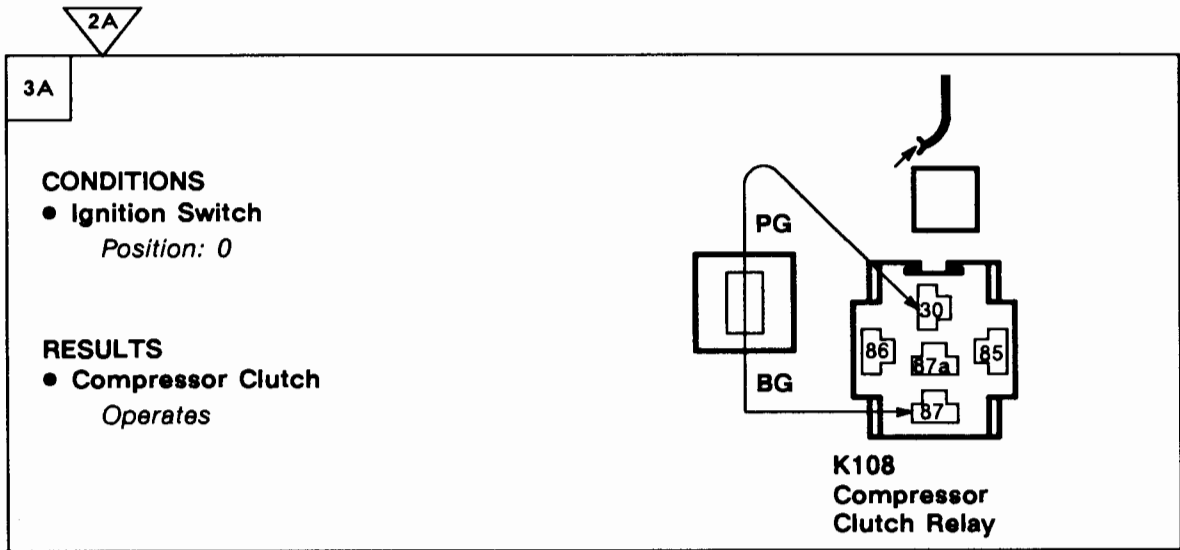 2A
3A
CONDITIONS
● Ignition Switch
Position: 0
RESULTS
● Compressor Clutch
Operates
PG
BG
30
86
87a
85
87
K108
Compressor
Clutch Relay